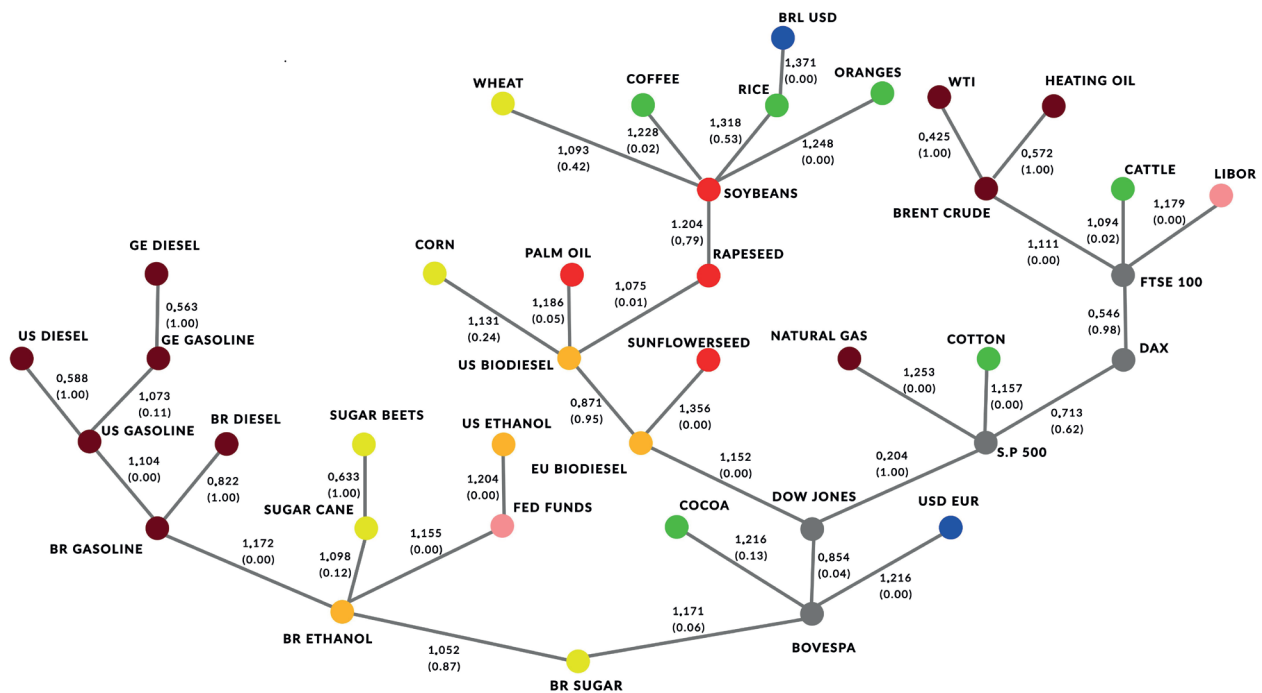 BRL USD
1,371
(0.00)
WHEAT
COFFEE
RICE
ORANGES
WTI
HEATING OIL
1,093
(0.42)
1,228
(0.02)
1,318
(0.53)
1,248
(0.00)
0,425
(1.00)
0,572
(1.00)
SOYBEANS
BRENT CRUDE
CATTLE
LIBOR
1.204
(0,79)
1,111
(0.00)
1,094
(0.02)
1,179
(0.00)
GE DIESEL
CORN
PALM OIL
RAPESEED
FTSE 100
0,563
(1.00)
1,131
(0.24)
1,186
(0.05)
1,075
(0.01)
0,546
(0.98)
US DIESEL
GE GASOLINE
US BIODIESEL
SUNFLOWERSEED
NATURAL GAS
COTTON
DAX
0,588
(1.00)
1,073
(0.11)
0,871
(0.95)
1,356
(0.00)
1,253
(0.00)
1,157
(0.00)
0,713
(0.62)
US GASOLINE
BR DIESEL
SUGAR BEETS
US ETHANOL
EU BIODIESEL
S.P 500
1,104
(0.00)
0,822
(1.00)
0,633
(1.00)
1,204
(0.00)
1,152
(0.00)
0,204
(1.00)
BR GASOLINE
SUGAR CANE
FED FUNDS
COCOA
DOW JONES
USD EUR
1,172
(0.00)
1,098
(0.12)
1,155
(0.00)
1,216
(0.13)
0,854
(0.04)
1,216
(0.00)
BR ETHANOL
BOVESPA
1,052
(0.87)
1,171
(0.06)
BR SUGAR